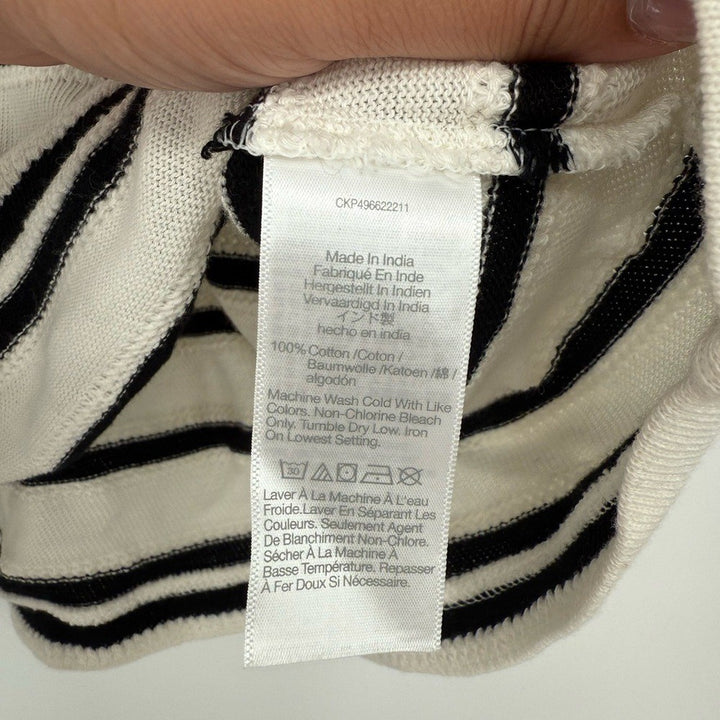 CKP496622211
Made In India
Fabriqué En Inde
Hergestellt In Indien
Vervaardigd In India
インド製
hecho en india
100% Cotton /Coton /
Baumwolle /Katoen /綿 /
algodón
Machine Wash Cold With Like
Colors. Non-Chlorine Bleach
Only. Tumble Dry Low. Iron
On Lowest Setting.
30
Laver À La Machine À L'eau
Froide.Laver En Séparant Les
Couleurs. Seulement Agent
De Blanchiment Non-Chlore.
Sécher À La Machine À
Basse Température. Repasser
À Fer Doux Si Nécessaire.